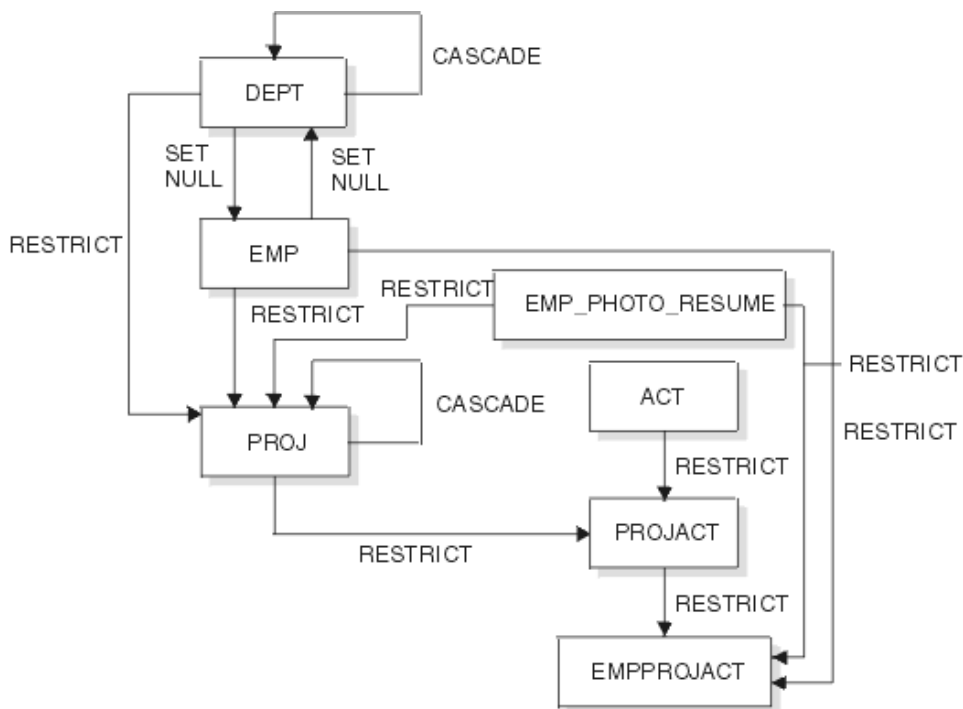 CASCADE
DEPT
SET
NULL
SET
NULL
RESTRICT
EMP
RESTRICT
RESTRICT
EMP_PHOTO_RESUME
RESTRICT
CASCADE
ACT
PROJ
RESTRICT
RESTRICT
PROJACT
RESTRICT
RESTRICT
EMPPROJACT